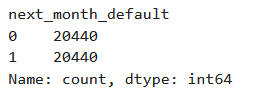 next_month_default
0    20440
1    20440
Name: count, dtype: int64